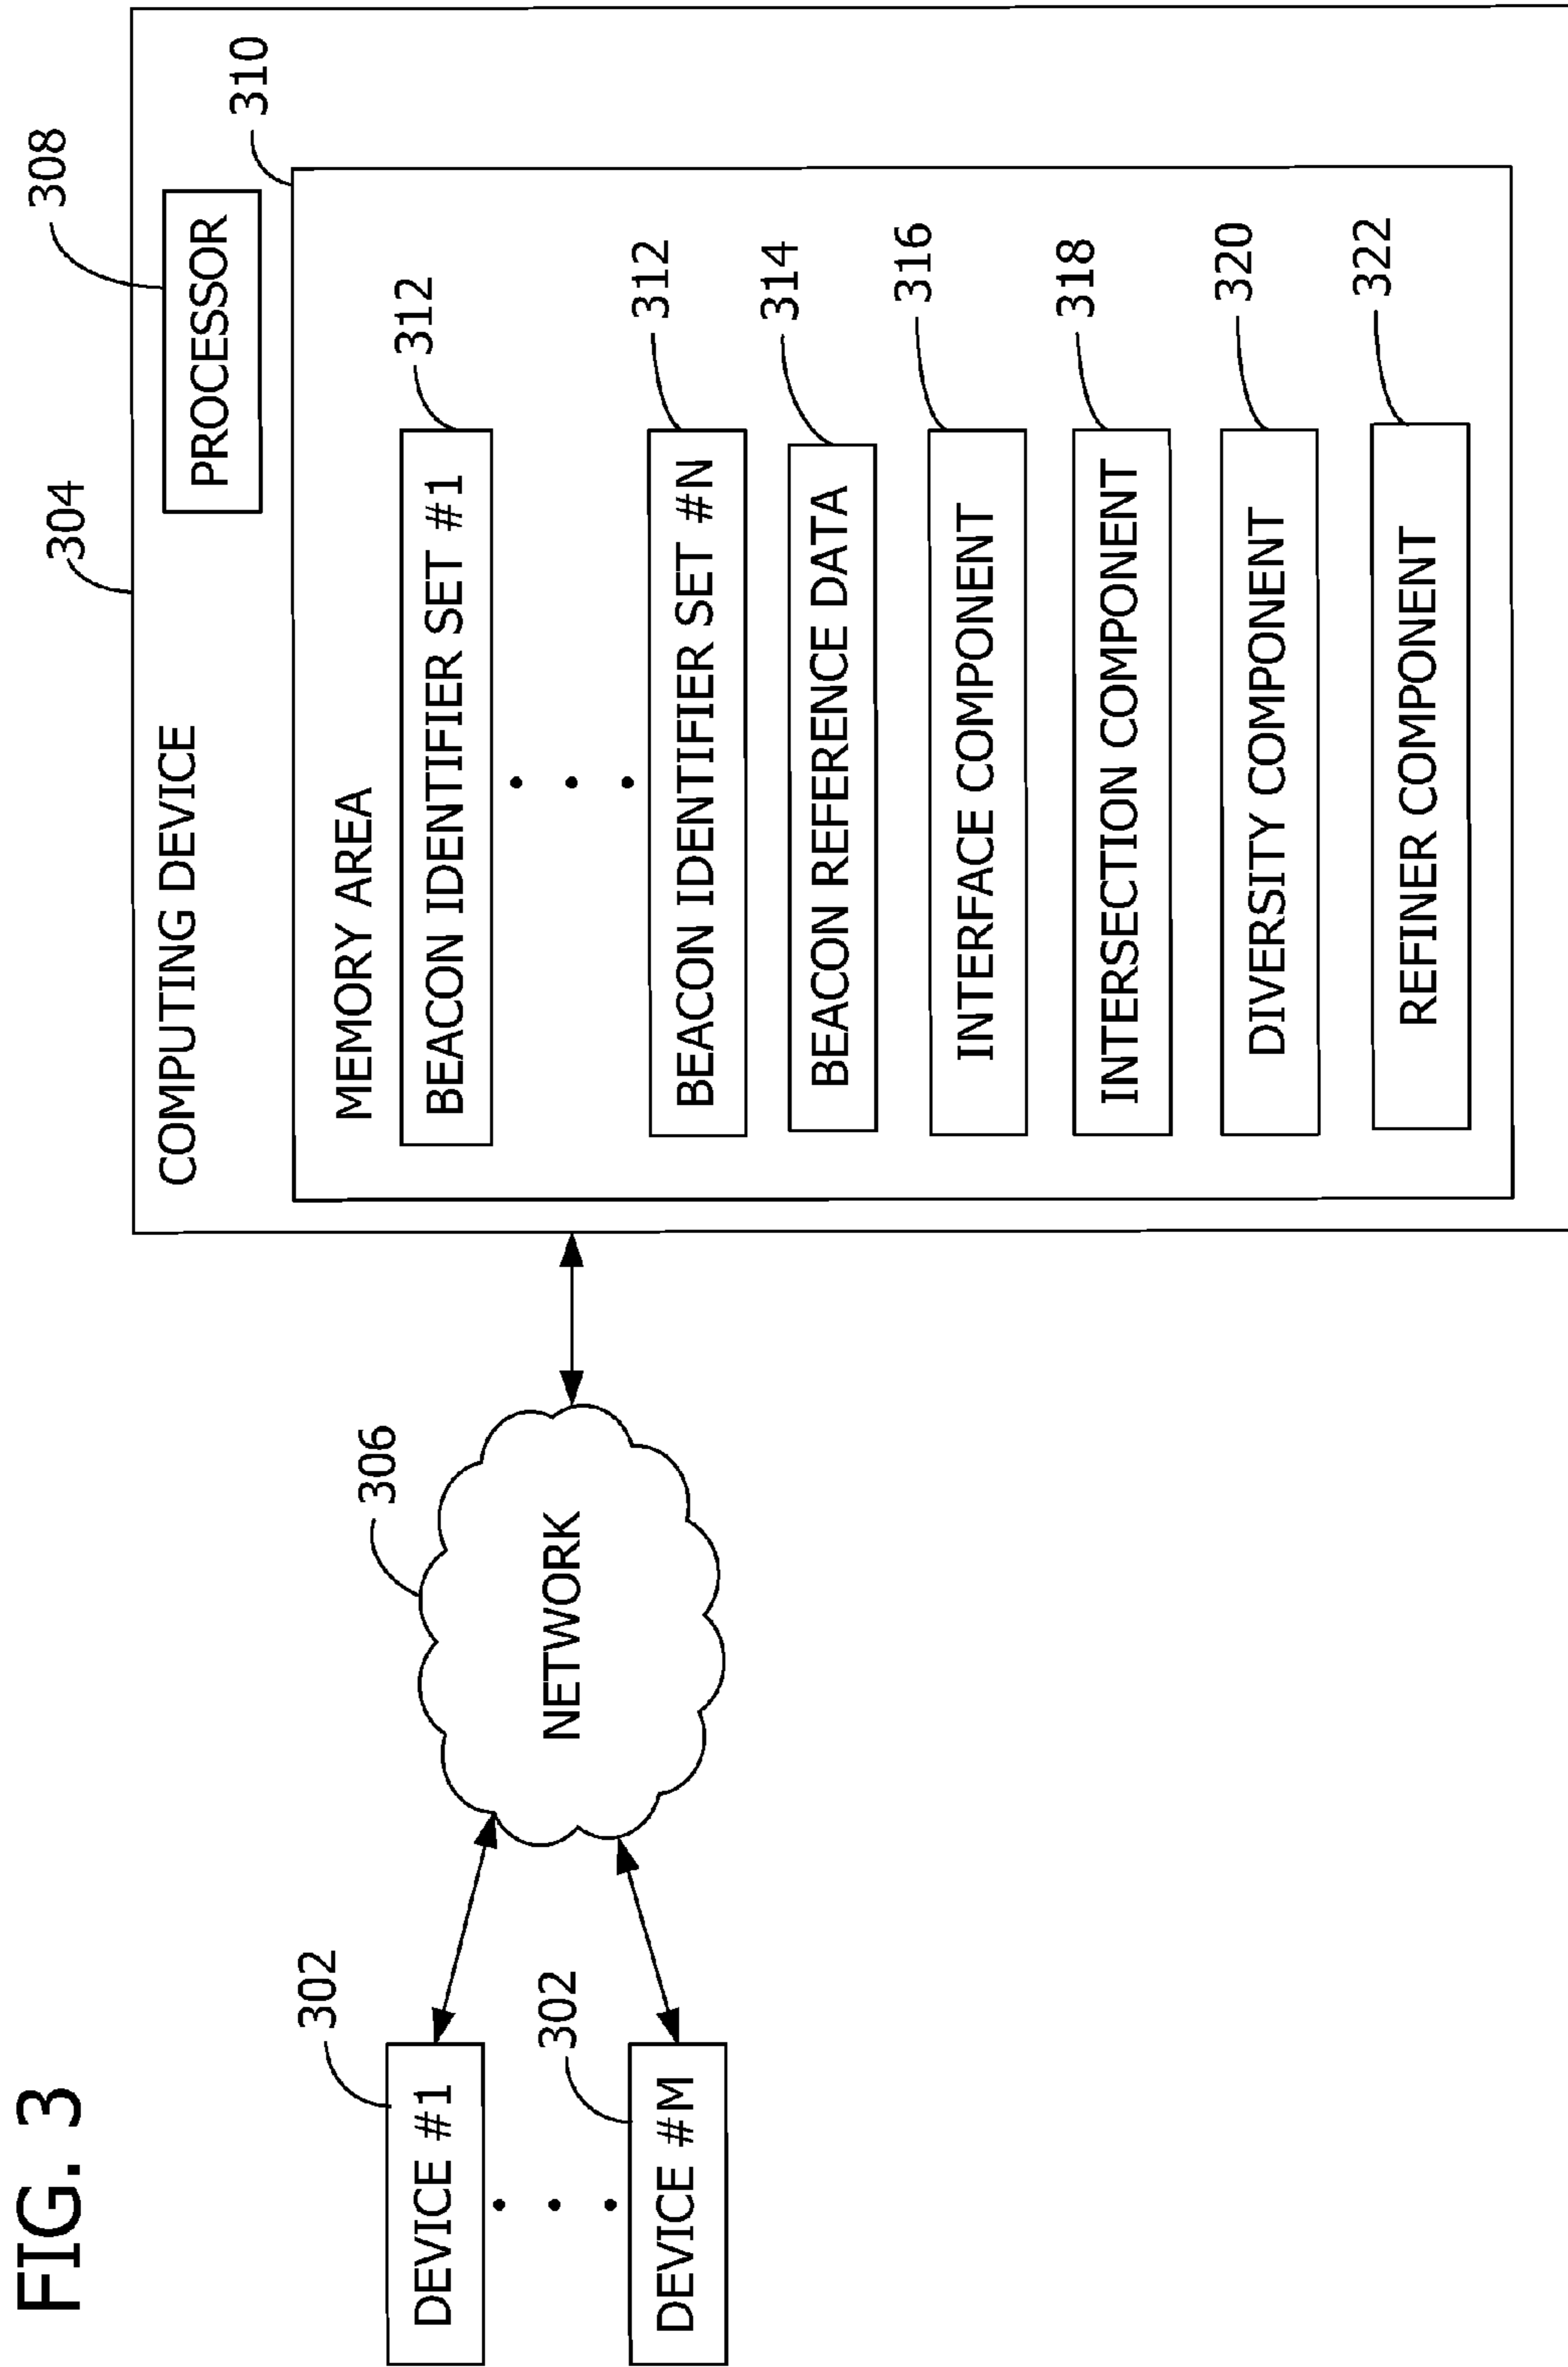 FIG. 3
302
DEVICE #1
302
DEVICE #M
306
NETWORK
304
COMPUTING DEVICE
308
PROCESSOR
310
MEMORY AREA
312
BEACON IDENTIFIER SET #1
312
BEACON IDENTIFIER SET #N
314
BEACON REFERENCE DATA
316
INTERFACE COMPONENT
318
INTERSECTION COMPONENT
320
DIVERSITY COMPONENT
322
REFINER COMPONENT